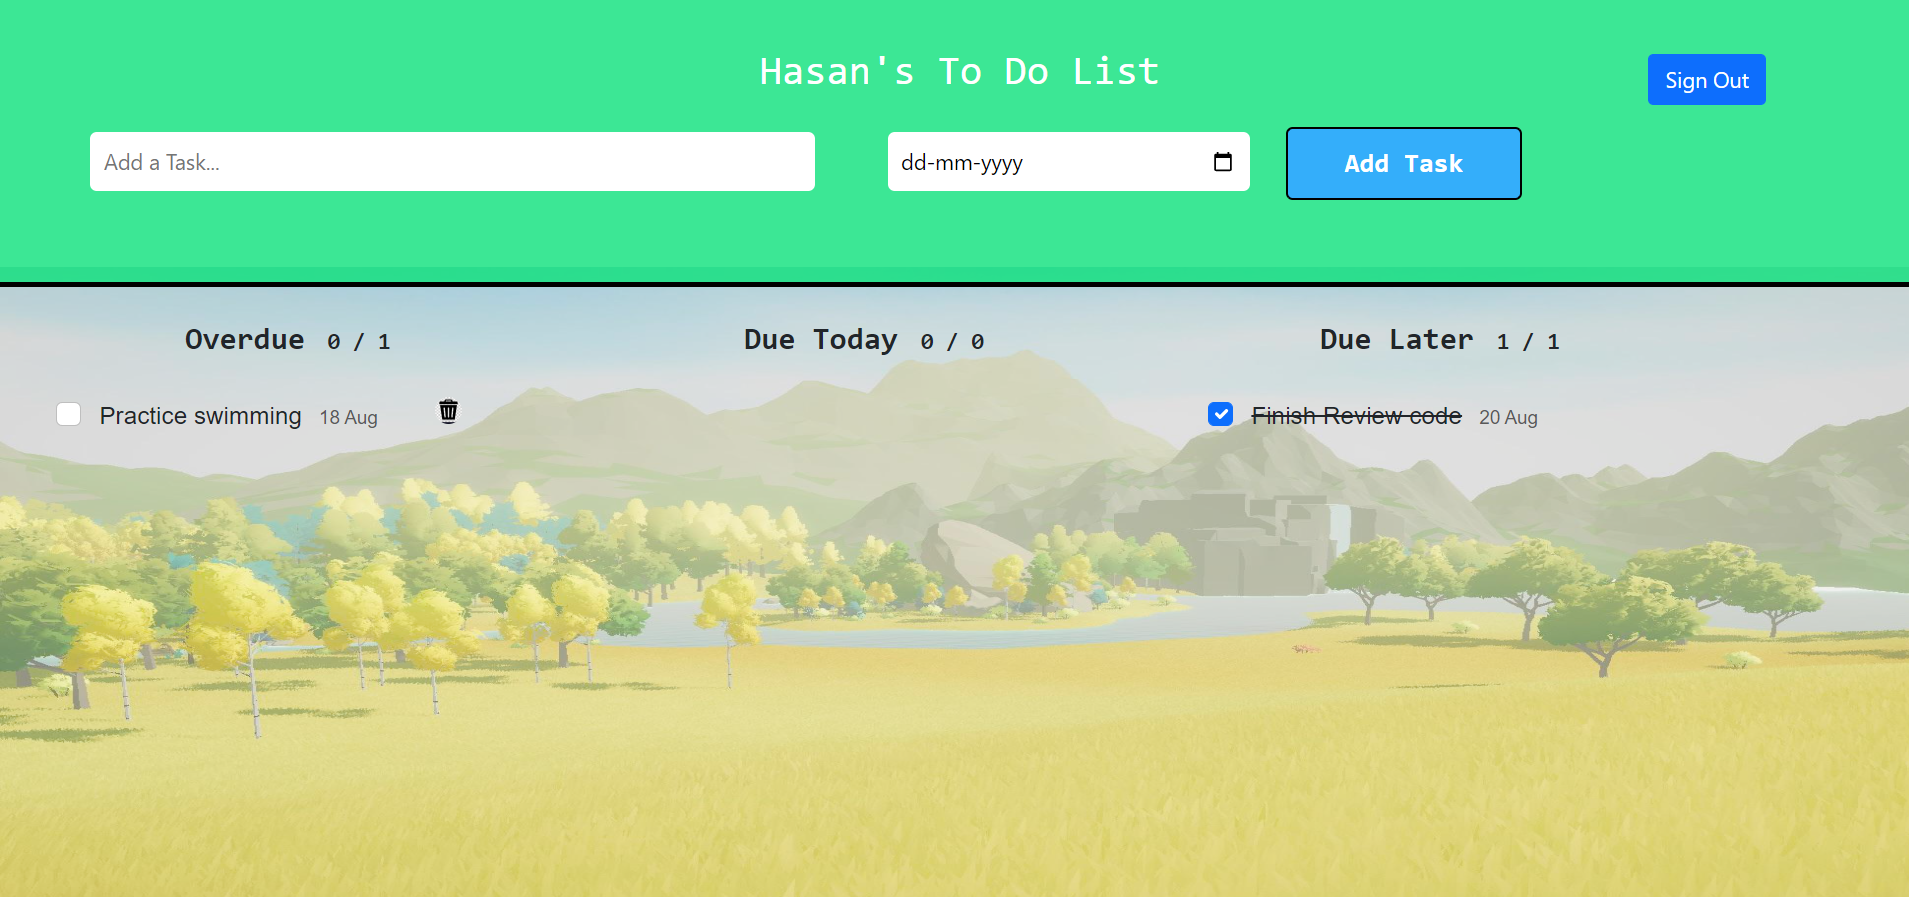 Hasan's To Do List
Sign Out
Add a Task...
dd-mm-yyyy
Add Task
Overdue 0 / 1
Due Today 0 / 0
Due Later 1 / 1
Practice swimming 18 Aug
Finish Review code 20 Aug